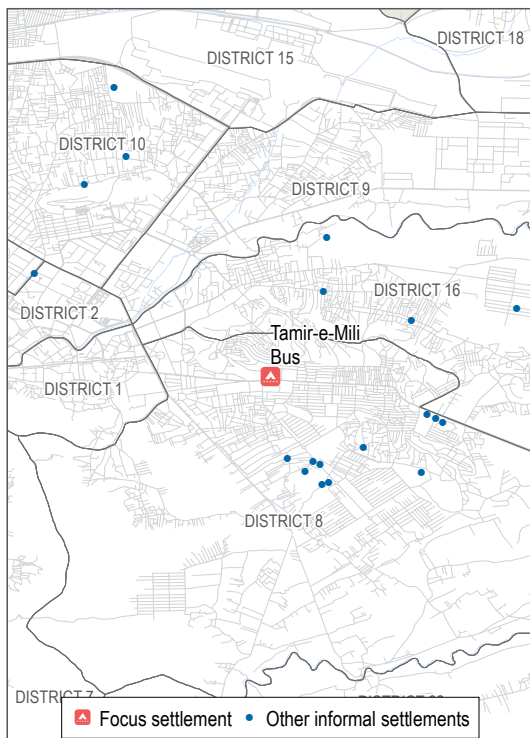 DISTRICT 18
DISTRICT 15
DISTRICT 10
DISTRICT 9
DISTRICT 16
DISTRICT 2
Tamir-e-Mili
Bus
DISTRICT 1
DISTRICT 8
DISTRICT 7
Focus settlement
Other informal settlements